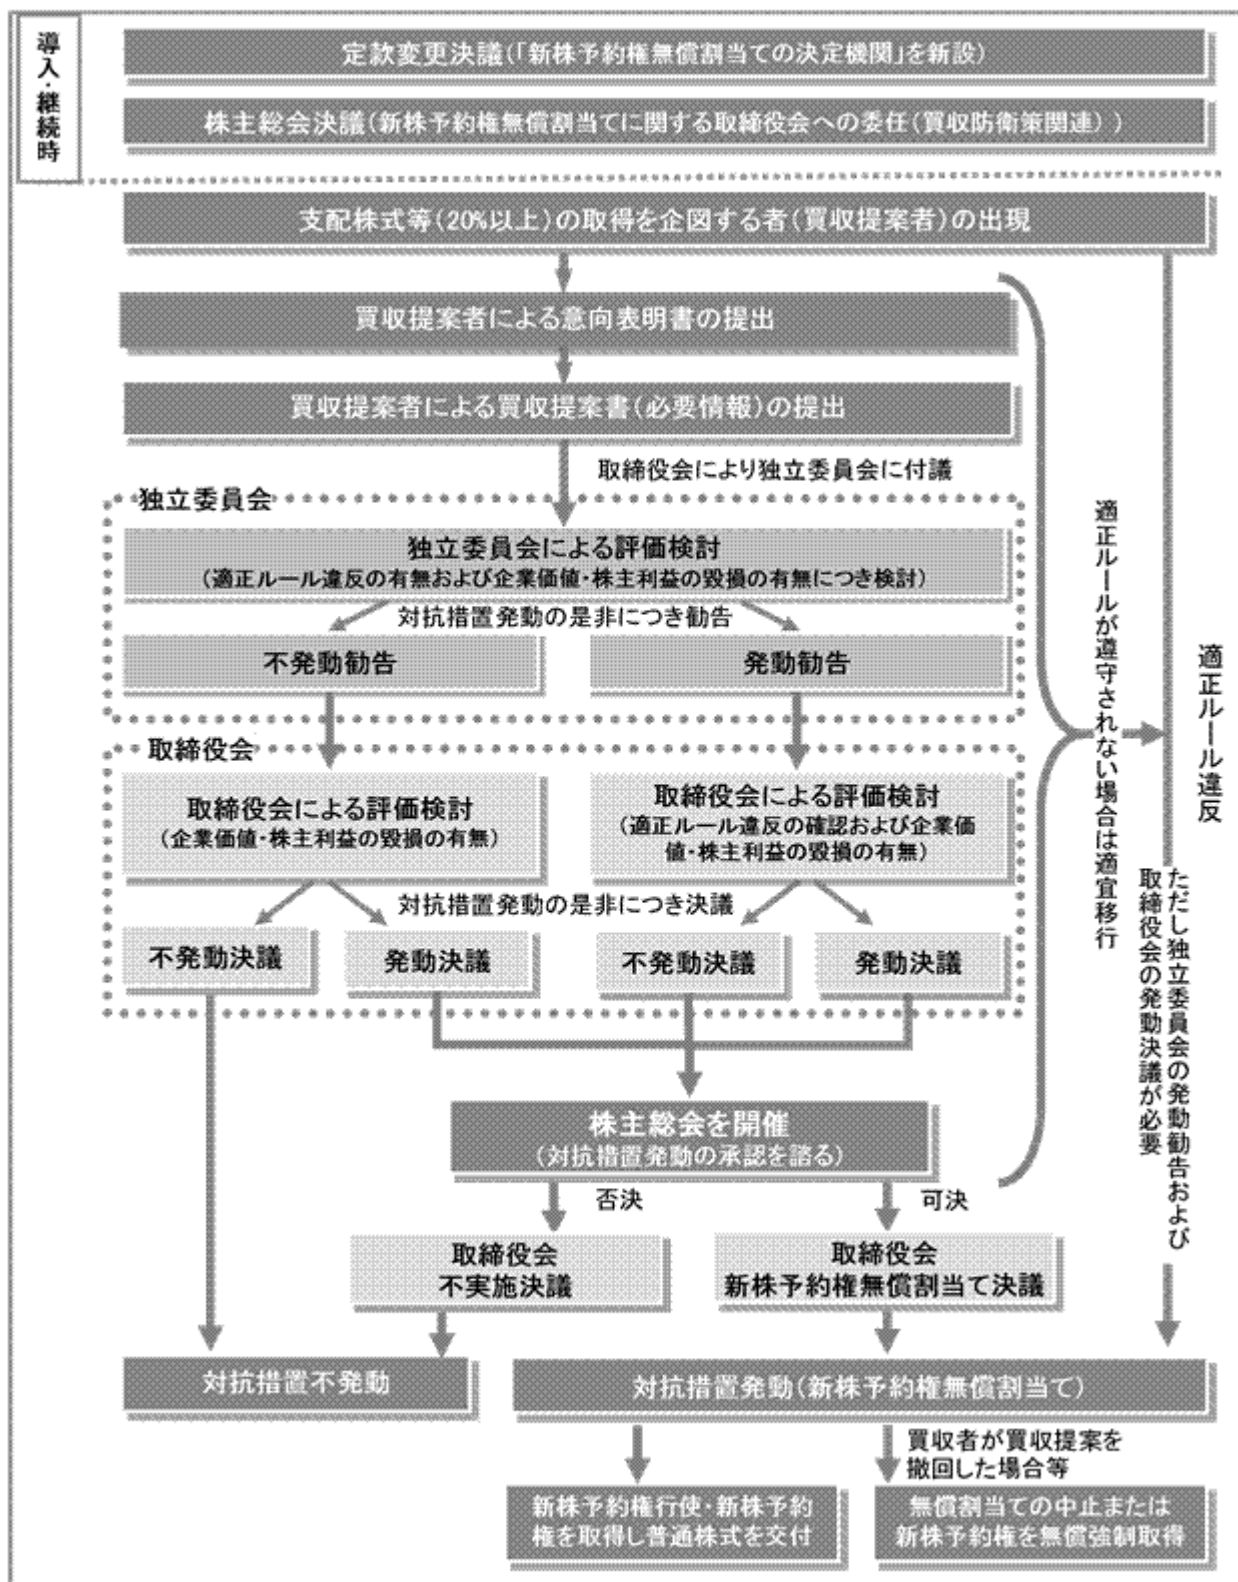 導入・継続時
定款変更決議(「新株予約権無償割当ての決定機関」を新設)
株主総会決議(新株予約権無償割当てに関する取締役会への委任(買収防衛策関連))
支配株式等(20%以上)の取得を企図する者(買収提案者)の出現
買収提案者による意向表明書の提出
買収提案者による買収提案書(必要情報)の提出
取締役会により独立委員会に付議
独立委員会
独立委員会による評価検討
(適正ルール違反の有無および企業価値・株主利益の毀損の有無につき検討)
対抗措置発動の是非につき勧告
不発動勧告
発動勧告
取締役会
取締役会による評価検討
(企業価値・株主利益の毀損の有無)
取締役会による評価検討
(適正ルール違反の確認および企業価
値・株主利益の毀損の有無)
対抗措置発動の是非につき決議
不発動決議
発動決議
不発動決議
発動決議
株主総会を開催
(対抗措置発動の承認を諮る)
否決
可決
取締役会
不実施決議
取締役会
新株予約権無償割当て決議
対抗措置不発動
対抗措置発動(新株予約権無償割当て)
買収者が買収提案を
撤回した場合等
新株予約権行使・新株予約
権を取得し普通株式を交付
無償割当ての中止または
新株予約権を無償強制取得
適正ルールが遵守されない場合は適宜移行
適正ルール違反
ただし独立委員会の発動勧告および
取締役会の発動決議が必要